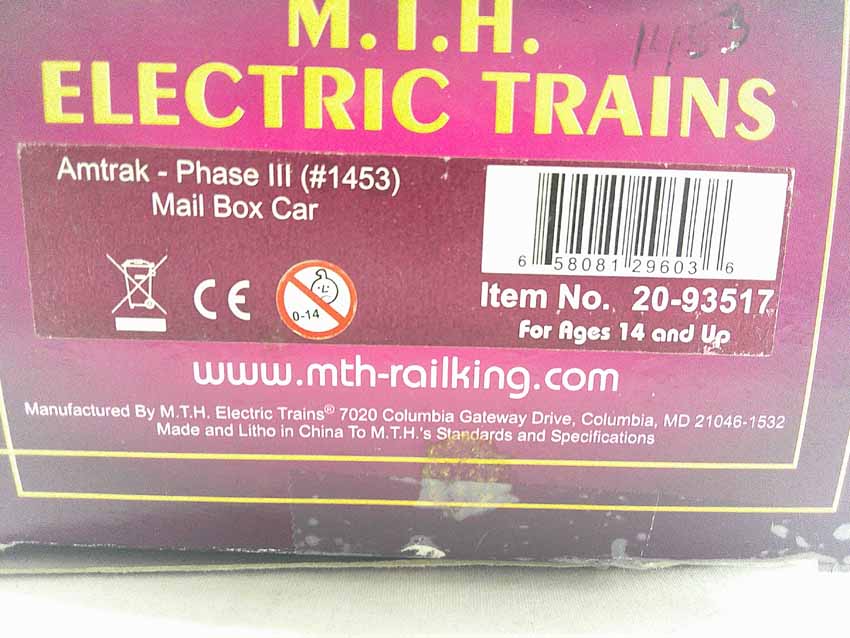 M.T.H.
1453
ELECTRIC TRAINS
Amtrak - Phase III (#1453)
Mail Box Car
6 58081 29603 6
CE
0-14
Item No. 20-93517
For Ages 14 and Up
www.mth-railking.com
Manufactured By M.T.H. Electric Trains® 7020 Columbia Gateway Drive, Columbia, MD 21046-1532
Made and Litho in China To M.T.H.'s Standards and Specifications